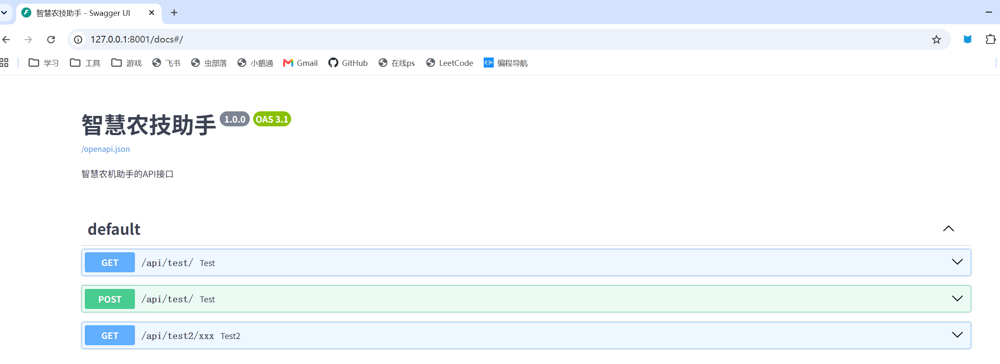 智慧农技助手 - Swagger UI
127.0.0.1:8001/docs#/
学习 工具 游戏 飞书 虫部落 小鹅通 Gmail GitHub 在线ps LeetCode 编程导航
智慧农技助手 1.0.0 OAS 3.1
/openapi.json
智慧农机助手的API接口
default
GET /api/test/ Test
POST /api/test/ Test
GET /api/test2/xxx Test2